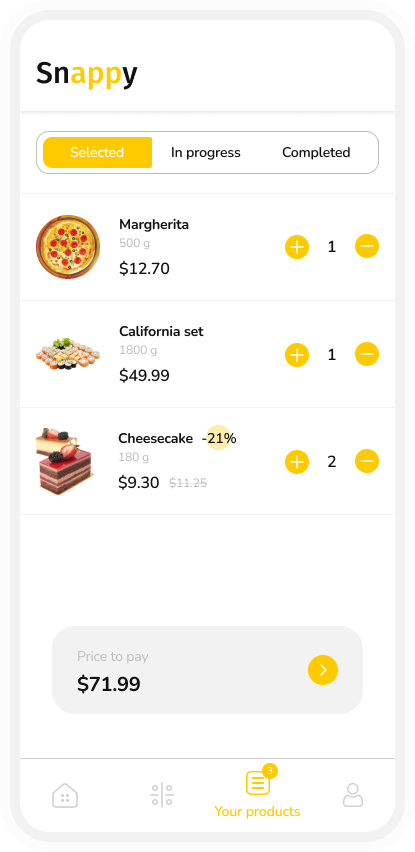 Snappy
Selected In progress Completed
Margherita
500 g
$12.70
1
California set
1800 g
$49.99
1
Cheesecake -21%
180 g
$9.30 $11.25
2
Price to pay
$71.99
3
Your products